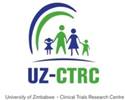 UZ-CTRC
University of Zimbabwe - Clinical Trials Research Centre